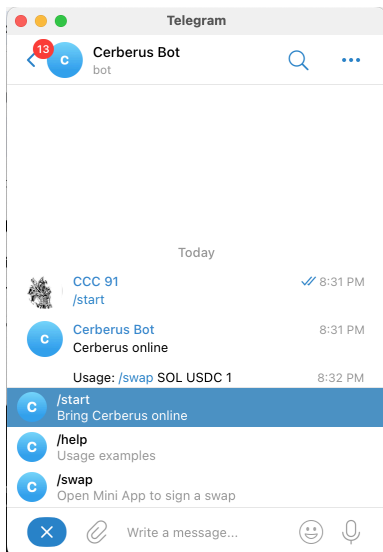 Telegram
13
C
Cerberus Bot
bot
Today
CCC 91
8:31 PM
/start
C
Cerberus Bot
8:31 PM
Cerberus online
Usage: /swap SOL USDC 1
8:32 PM
C
/start
Bring Cerberus online
C
/help
Usage examples
C
/swap
Open Mini App to sign a swap
Write a message...